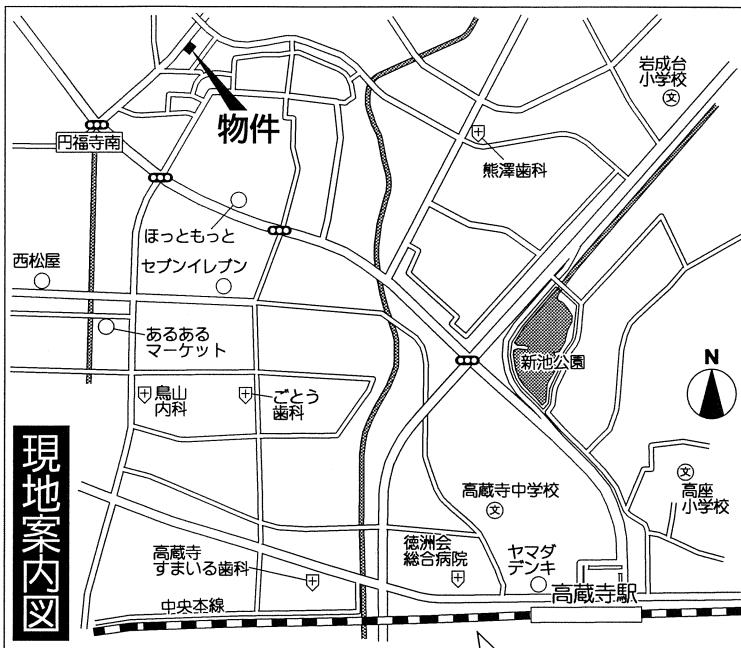 岩成台
小学校
文
物件
円福寺南
熊澤歯科
ほっともっと
西松屋
セブンイレブン
あるある
マーケット
新池公園
N
鳥山
内科
ごとう
歯科
現地案内図
高蔵寺中学校
文
文
高座
小学校
高蔵寺
すまいる歯科
徳洲会
総合病院
ヤマダ
デンキ
高蔵寺駅
中央本線